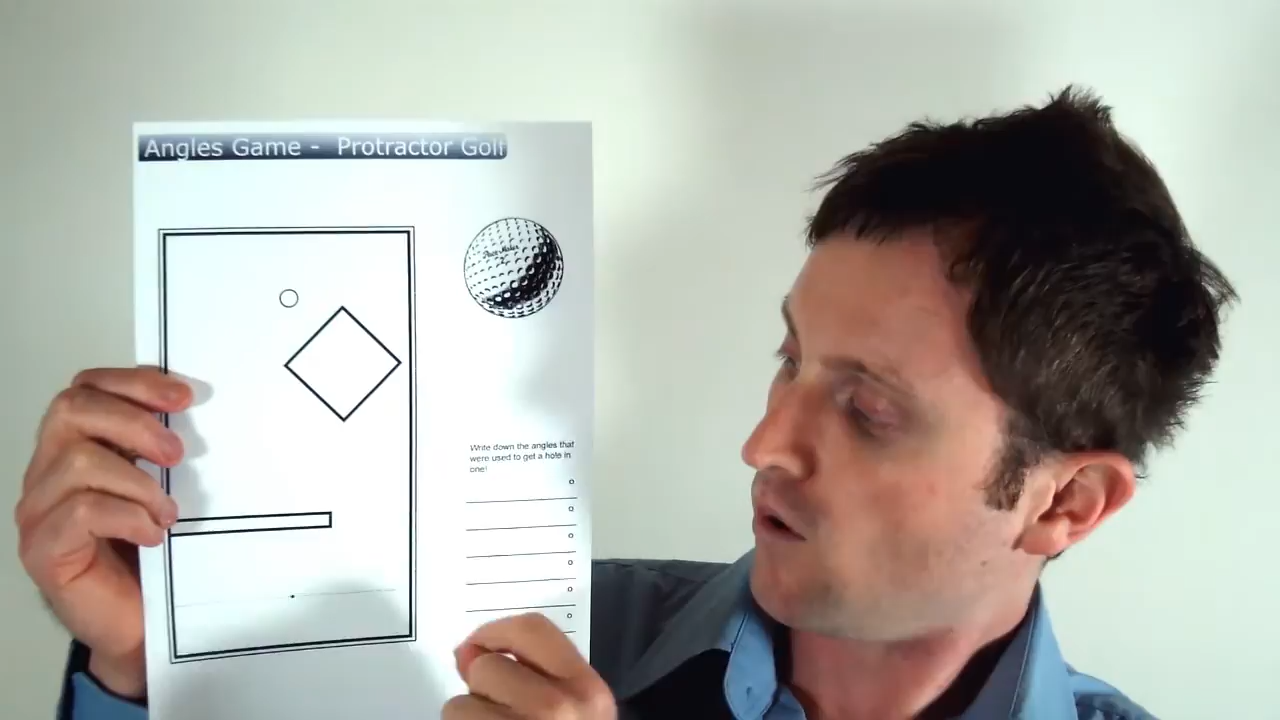 Angles Game - Protractor Golf
Write down the angles that
were used to get a hole in
one!
o
o
o
o
o
o